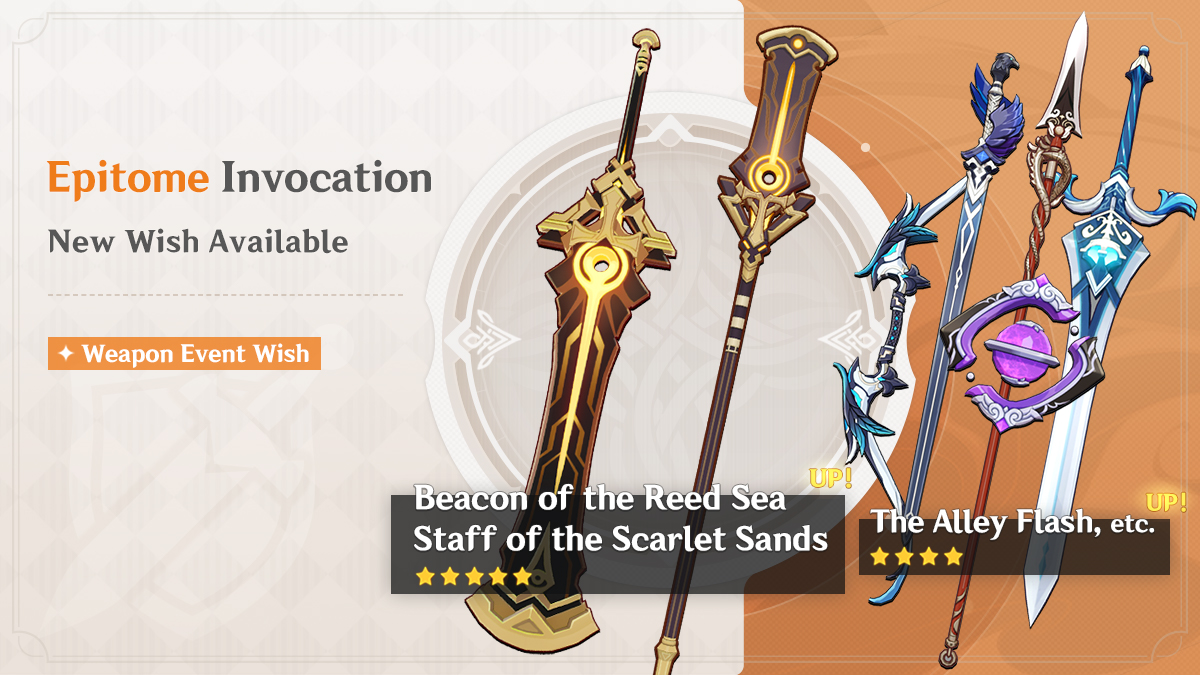 Epitome Invocation
New Wish Available
✦ Weapon Event Wish
UP!
Beacon of the Reed Sea
Staff of the Scarlet Sands
★★★★★
UP!
The Alley Flash, etc.
★★★★